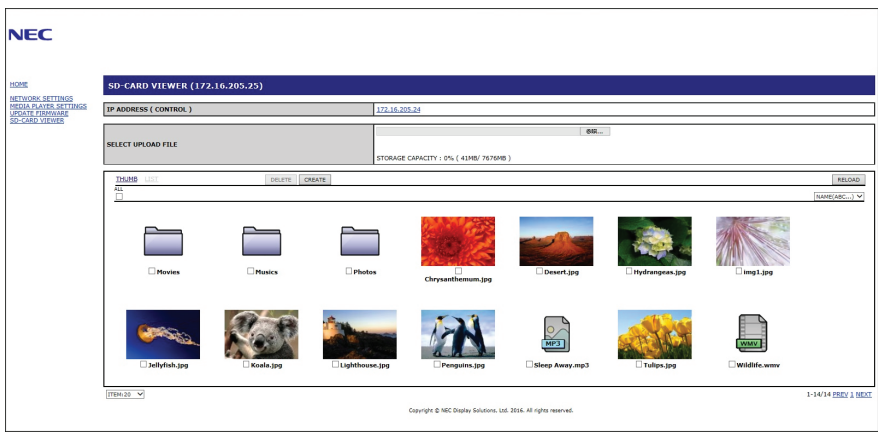 NEC
HOME
NETWORK SETTINGS
MEDIA PLAYER SETTINGS
UPDATE FIRMWARE
SD-CARD VIEWER
SD-CARD VIEWER (172.16.205.25)
IP ADDRESS ( CONTROL )
172.16.205.24
SELECT UPLOAD FILE
参照...
STORAGE CAPACITY : 0% ( 41MB/ 7676MB )
THUMB LIST DELETE CREATE RELOAD
ALL
NAME(ABC...)
Movies Musics Photos Chrysanthemum.jpg Desert.jpg Hydrangeas.jpg img1.jpg
MP3 WMV
Jellyfish.jpg Koala.jpg Lighthouse.jpg Penguins.jpg Sleep Away.mp3 Tulips.jpg Wildlife.wmv
ITEM:20
1-14/14 PREV 1 NEXT
Copyright © NEC Display Solutions, Ltd. 2016. All rights reserved.